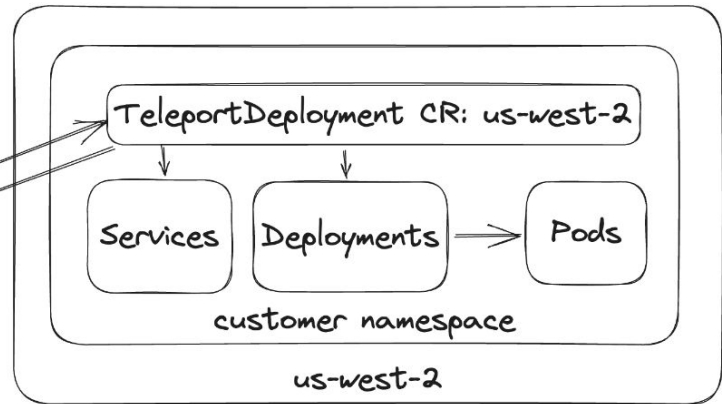 TeleportDeployment CR: us-west-2
Services
Deployments
Pods
customer namespace
us-west-2